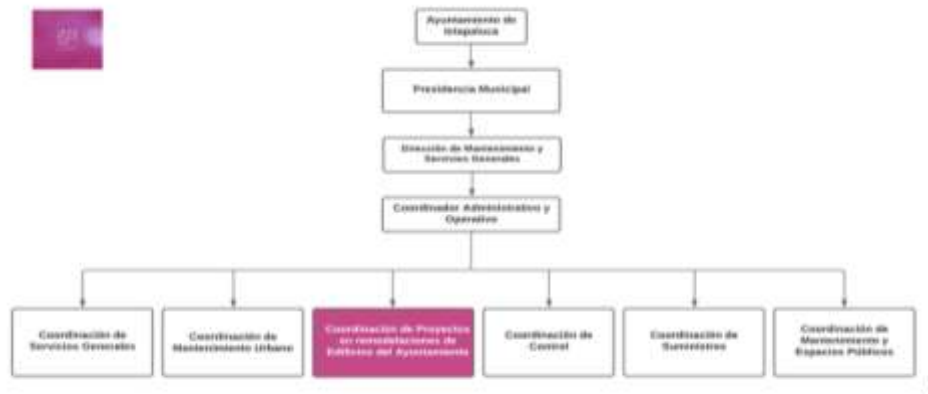 Ayuntamiento de
Ixtapaluca
Presidencia Municipal
Dirección de Mantenimiento y
Servicios Generales
Coordinador Administrativo y
Operativo
Coordinación de
Servicios Generales
Coordinación de
Mantenimiento Urbano
Coordinación de Proyectos
en remodelaciones de
Edificios del Ayuntamiento
Coordinación de
Control
Coordinación de
Suministros
Coordinación de
Mantenimiento y
Espacios Públicos